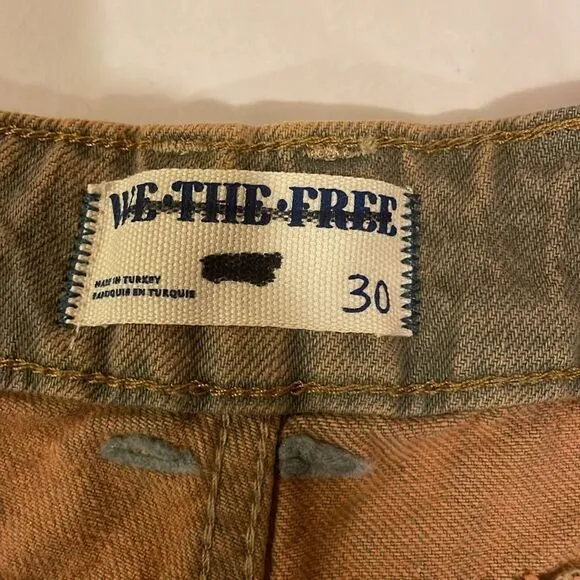 WE·THE·FREE
30
MADE IN TURKEY
FABRIQUÉ EN TURQUIE